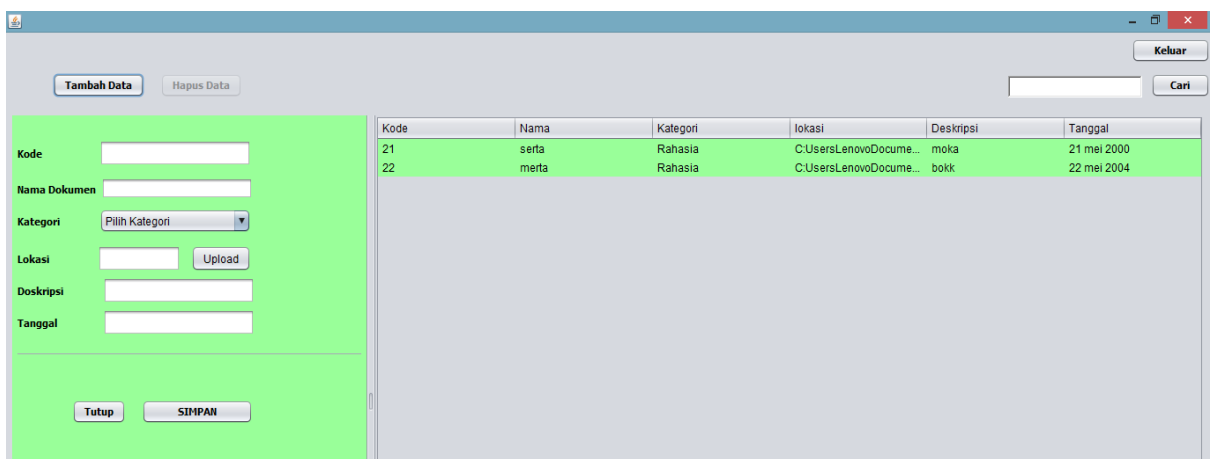 Keluar
Tambah Data Hapus Data Cari
Kode
Nama Dokumen
Kategori Pilih Kategori
Lokasi Upload
Doskripsi
Tanggal
Tutup SIMPAN
Kode Nama Kategori lokasi Deskripsi Tanggal
21 serta Rahasia C:UsersLenovoDocume... moka 21 mei 2000
22 merta Rahasia C:UsersLenovoDocume... bokk 22 mei 2004